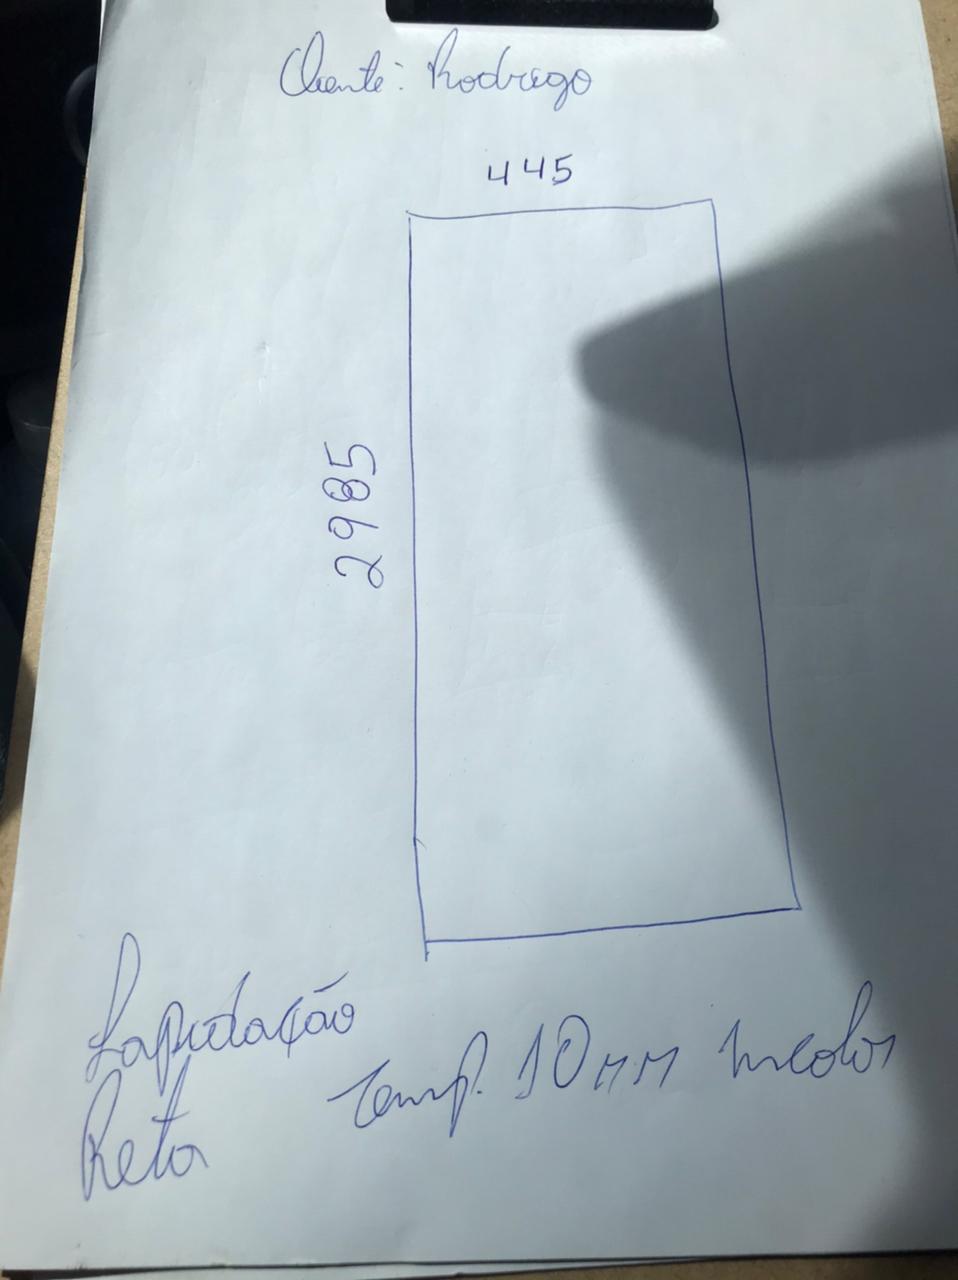 Cliente: Rodrigo
445
2985
Lapidação
Reta
Temp. 10mm Incolor